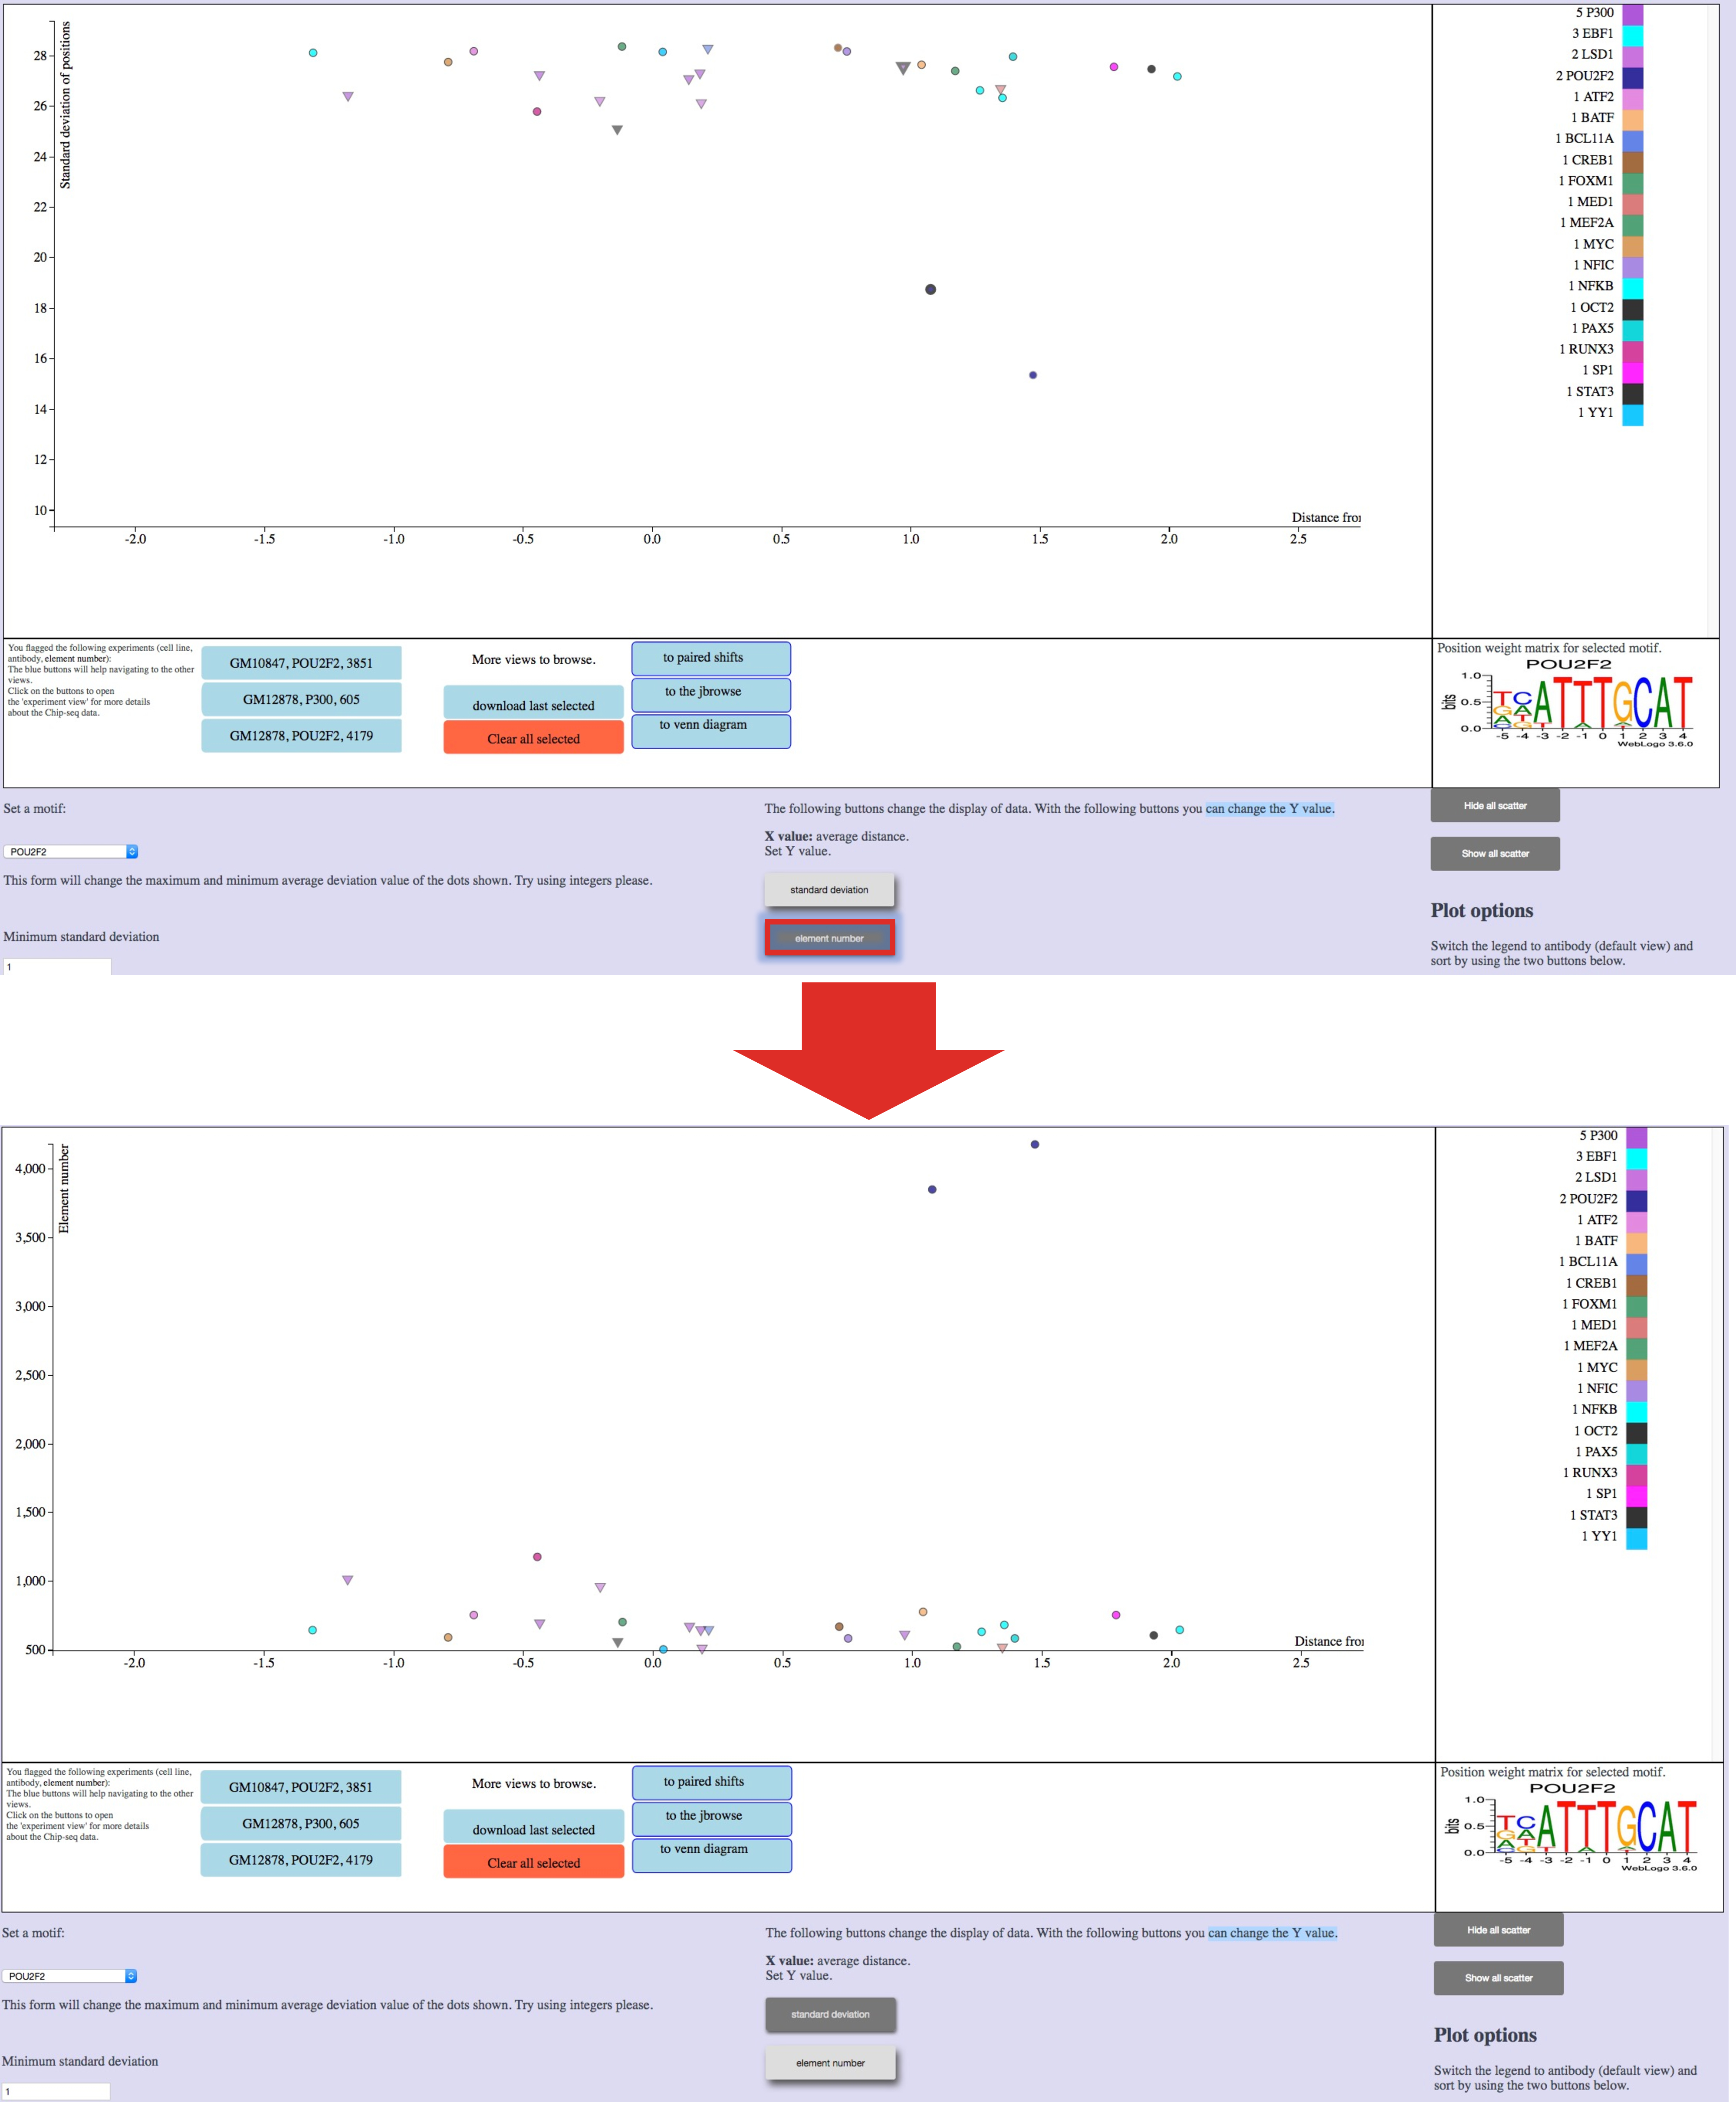 Standard deviation of positions
28
26
24
22
20
18
16
14
12
10
-2.0 -1.5 -1.0 -0.5 0.0 0.5 1.0 1.5 2.0 2.5
Distance from
5 P300
3 EBF1
2 LSD1
2 POU2F2
1 ATF2
1 BATF
1 BCL11A
1 CREB1
1 FOXM1
1 MED1
1 MEF2A
1 MYC
1 NFIC
1 NFKB
1 OCT2
1 PAX5
1 RUNX3
1 SP1
1 STAT3
1 YY1
You flagged the following experiments (cell line,
antibody, element number):
The blue buttons will help navigating to the other
views.
Click on the buttons to open
the 'experiment view' for more details
about the Chip-seq data.
GM10847, POU2F2, 3851
GM12878, P300, 605
GM12878, POU2F2, 4179
More views to browse.
download last selected
Clear all selected
to paired shifts
to the jbrowse
to venn diagram
Position weight matrix for selected motif.
POU2F2
bits
1.0
0.5
0.0
ATTTGCAT
-5 -4 -3 -2 -1 0 1 2 3 4
WebLogo 3.6.0
Set a motif:
POU2F2
This form will change the maximum and minimum average deviation value of the dots shown. Try using integers please.
Minimum standard deviation
1
The following buttons change the display of data. With the following buttons you can change the Y value.
X value: average distance.
Set Y value.
standard deviation
element number
Hide all scatter
Show all scatter
Plot options
Switch the legend to antibody (default view) and
sort by using the two buttons below.
Element number
4,000
3,500
3,000
2,500
2,000
1,500
1,000
500
-2.0 -1.5 -1.0 -0.5 0.0 0.5 1.0 1.5 2.0 2.5
Distance from
5 P300
3 EBF1
2 LSD1
2 POU2F2
1 ATF2
1 BATF
1 BCL11A
1 CREB1
1 FOXM1
1 MED1
1 MEF2A
1 MYC
1 NFIC
1 NFKB
1 OCT2
1 PAX5
1 RUNX3
1 SP1
1 STAT3
1 YY1
You flagged the following experiments (cell line,
antibody, element number):
The blue buttons will help navigating to the other
views.
Click on the buttons to open
the 'experiment view' for more details
about the Chip-seq data.
GM10847, POU2F2, 3851
GM12878, P300, 605
GM12878, POU2F2, 4179
More views to browse.
download last selected
Clear all selected
to paired shifts
to the jbrowse
to venn diagram
Position weight matrix for selected motif.
POU2F2
bits
1.0
0.5
0.0
ATTTGCAT
-5 -4 -3 -2 -1 0 1 2 3 4
WebLogo 3.6.0
Set a motif:
POU2F2
This form will change the maximum and minimum average deviation value of the dots shown. Try using integers please.
Minimum standard deviation
1
The following buttons change the display of data. With the following buttons you can change the Y value.
X value: average distance.
Set Y value.
standard deviation
element number
Hide all scatter
Show all scatter
Plot options
Switch the legend to antibody (default view) and
sort by using the two buttons below.